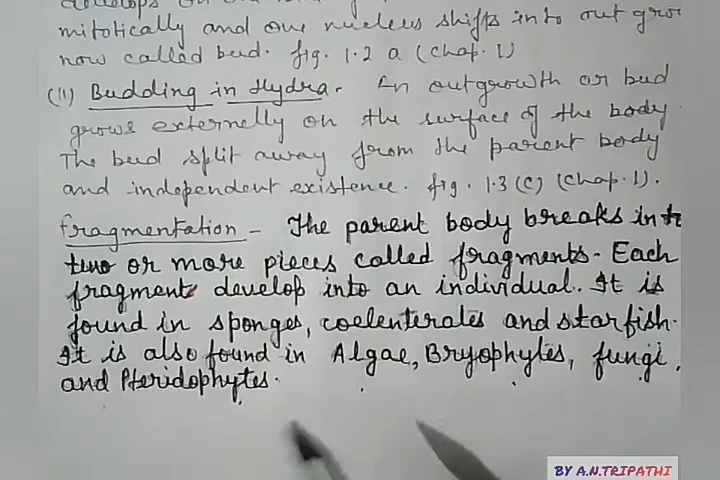 mitotically and one nucleus shifts into out grow
now called bud. fig. 1.2 a (Chap. 1)
(ii) Budding in Hydra. An outgrowth or bud
grows externelly on the surface of the body
The bud split away from the parent body
and independent existence. fig. 1.3 (c) (Chap. 1).
fragmentation - The parent body breaks into
two or more pieces called fragments. Each
fragment develop into an individual. It is
found in sponges, coelenterates and starfish.
It is also found in Algae, Bryophytes, fungi,
and Pteridophytes.
BY A.N.TRIPATHI